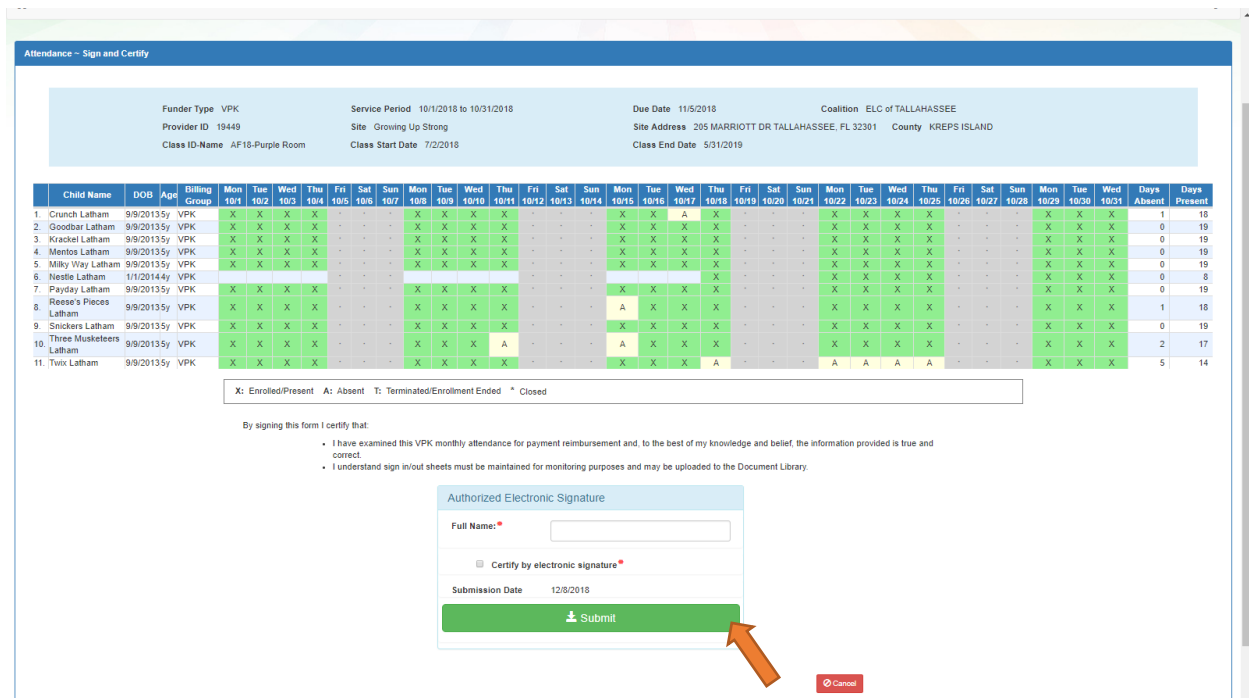 Attendance ~ Sign and Certify
Funder Type VPK Service Period 10/1/2018 to 10/31/2018 Due Date 11/5/2018 Coalition ELC of TALLAHASSEE
Provider ID 19449 Site Growing Up Strong Site Address 205 MARRIOTT DR TALLAHASSEE, FL 32301 County KREPS ISLAND
Class ID-Name AF18-Purple Room Class Start Date 7/2/2018 Class End Date 5/31/2019
Child Name DOB Age Billing Group Mon 10/1 Tue 10/2 Wed 10/3 Thu 10/4 Fri 10/5 Sat 10/6 Sun 10/7 Mon 10/8 Tue 10/9 Wed 10/10 Thu 10/11 Fri 10/12 Sat 10/13 Sun 10/14 Mon 10/15 Tue 10/16 Wed 10/17 Thu 10/18 Fri 10/19 Sat 10/20 Sun 10/21 Mon 10/22 Tue 10/23 Wed 10/24 Thu 10/25 Fri 10/26 Sat 10/27 Sun 10/28 Mon 10/29 Tue 10/30 Wed 10/31 Days Absent Days Present
1. Crunch Latham 9/9/2013 5y VPK X X X X - - - X X X X - - - X X A X - - - X X X X - - - X X X 1 18
2. Goodbar Latham 9/9/2013 5y VPK X X X X - - - X X X X - - - X X X X - - - X X X X - - - X X X 0 19
3. Krackel Latham 9/9/2013 5y VPK X X X X - - - X X X X - - - X X X X - - - X X X X - - - X X X 0 19
4. Mentos Latham 9/9/2013 5y VPK X X X X - - - X X X X - - - X X X X - - - X X X X - - - X X X 0 19
5. Milky Way Latham 9/9/2013 5y VPK X X X X - - - X X X X - - - X X X X - - - X X X X - - - X X X 0 19
6. Nestle Latham 1/1/2014 4y VPK - - - - - - - - - X - - - X X X X - - - X X X 0 8
7. Payday Latham 9/9/2013 5y VPK X X X X - - - X X X X - - - X X X X - - - X X X X - - - X X X 0 19
8. Reese's Pieces Latham 9/9/2013 5y VPK X X X X - - - X X X X - - - A X X X - - - X X X X - - - X X X 1 18
9. Snickers Latham 9/9/2013 5y VPK X X X X - - - X X X X - - - X X X X - - - X X X X - - - X X X 0 19
10. Three Musketeers Latham 9/9/2013 5y VPK X X X X - - - X X X A - - - A X X X - - - X X X X - - - X X X 2 17
11. Twix Latham 9/9/2013 5y VPK X X X X - - - X X X X - - - X X X A - - - A A A A - - - X X X 5 14
X: Enrolled/Present A: Absent T: Terminated/Enrollment Ended * Closed
By signing this form I certify that:
• I have examined this VPK monthly attendance for payment reimbursement and, to the best of my knowledge and belief, the information provided is true and
correct.
• I understand sign in/out sheets must be maintained for monitoring purposes and may be uploaded to the Document Library.
Authorized Electronic Signature
Full Name:
Certify by electronic signature
Submission Date 12/8/2018
Submit
Cancel